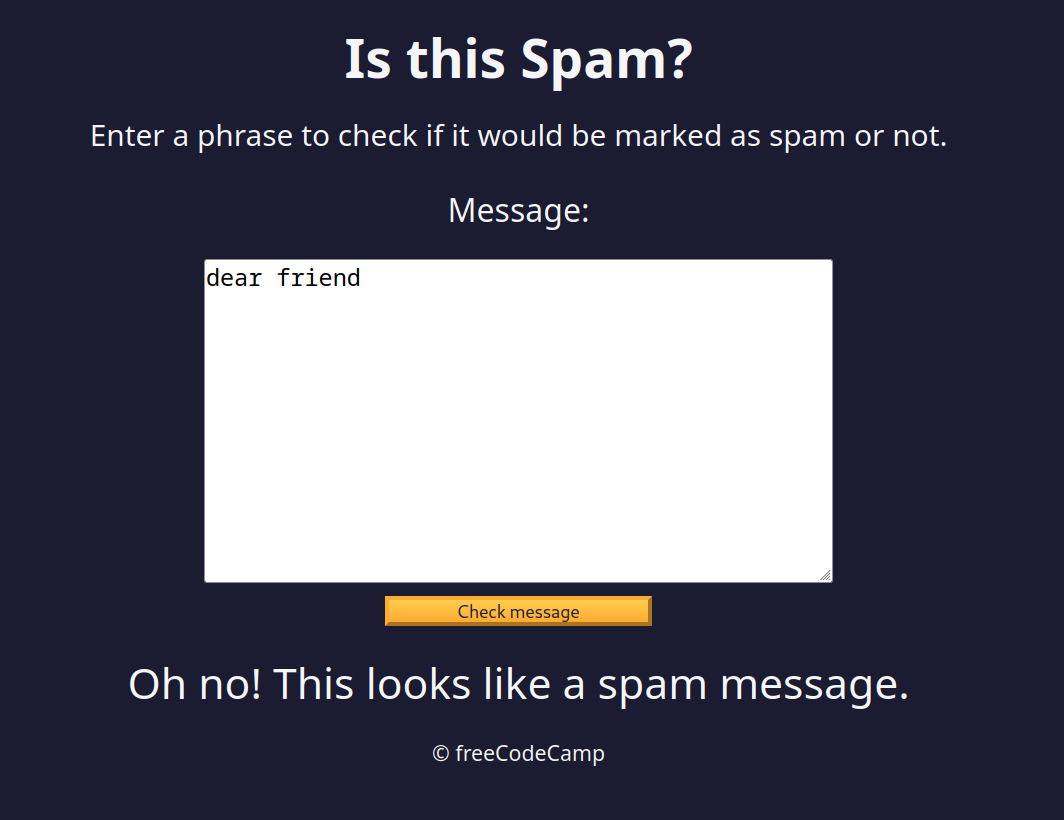 Is this Spam?
Enter a phrase to check if it would be marked as spam or not.
Message:
dear friend
Check message
Oh no! This looks like a spam message.
© freeCodeCamp